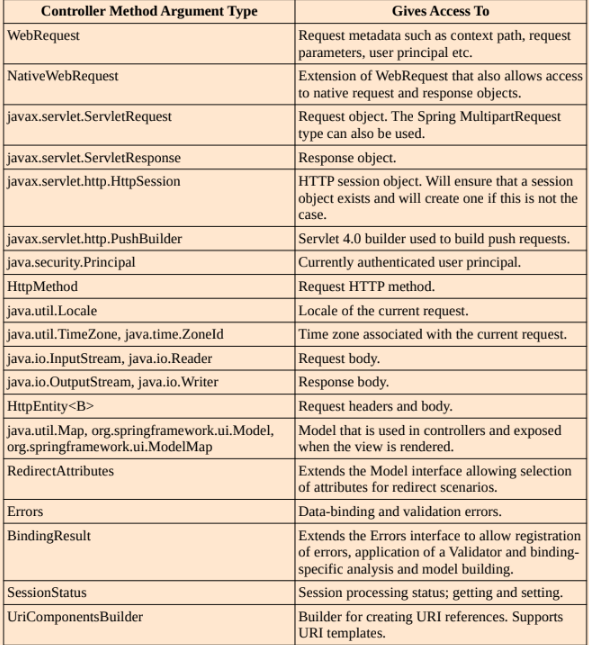 Controller Method Argument Type Gives Access To
WebRequest Request metadata such as context path, request
parameters, user principal etc.
NativeWebRequest Extension of WebRequest that also allows access
to native request and response objects.
javax.servlet.ServletRequest Request object. The Spring MultipartRequest
type can also be used.
javax.servlet.ServletResponse Response object.
javax.servlet.http.HttpSession HTTP session object. Will ensure that a session
object exists and will create one if this is not the
case.
javax.servlet.http.PushBuilder Servlet 4.0 builder used to build push requests.
java.security.Principal Currently authenticated user principal.
HttpMethod Request HTTP method.
java.util.Locale Locale of the current request.
java.util.TimeZone, java.time.ZoneId Time zone associated with the current request.
java.io.InputStream, java.io.Reader Request body.
java.io.OutputStream, java.io.Writer Response body.
HttpEntity<B> Request headers and body.
java.util.Map, org.springframework.ui.Model, Model that is used in controllers and exposed
org.springframework.ui.ModelMap when the view is rendered.
RedirectAttributes Extends the Model interface allowing selection
of attributes for redirect scenarios.
Errors Data-binding and validation errors.
BindingResult Extends the Errors interface to allow registration
of errors, application of a Validator and binding-
specific analysis and model building.
SessionStatus Session processing status; getting and setting.
UriComponentsBuilder Builder for creating URI references. Supports
URI templates.